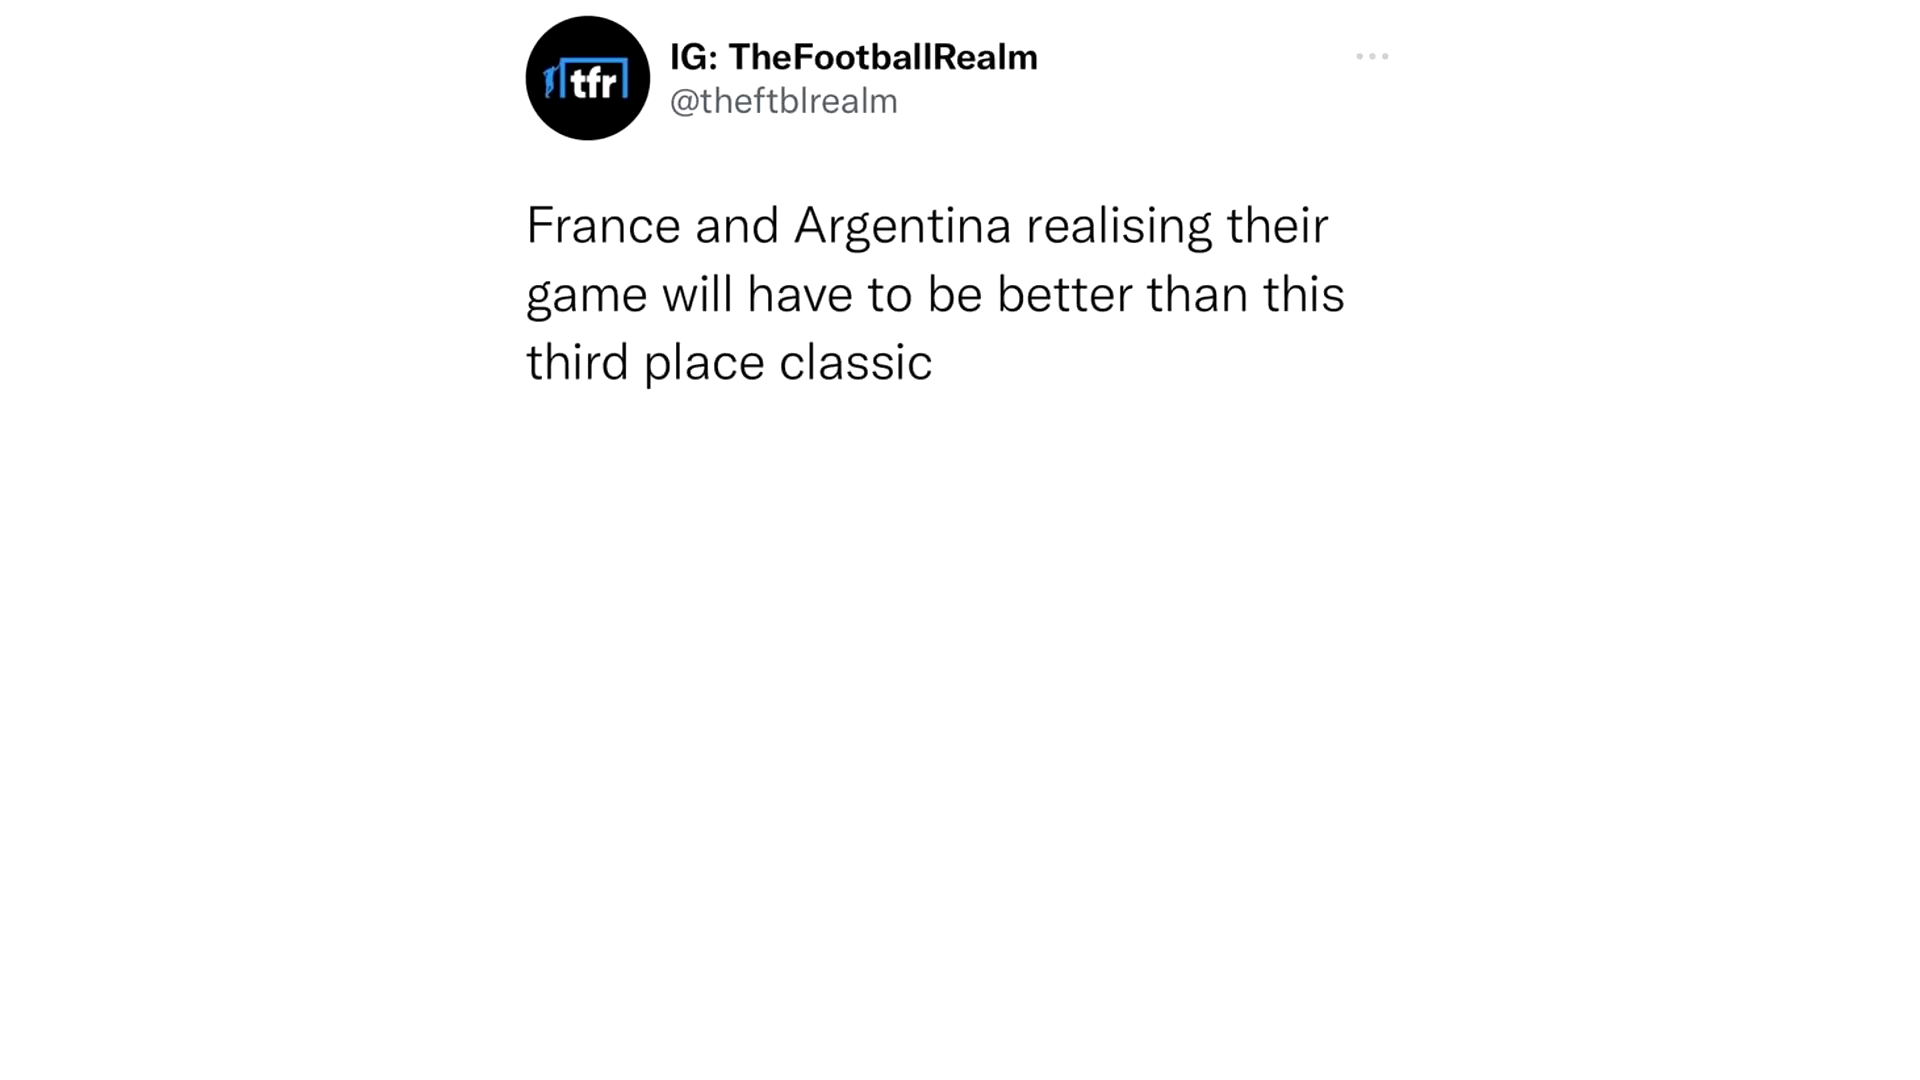 tfr
IG: TheFootballRealm
@theftblrealm
France and Argentina realising their
game will have to be better than this
third place classic